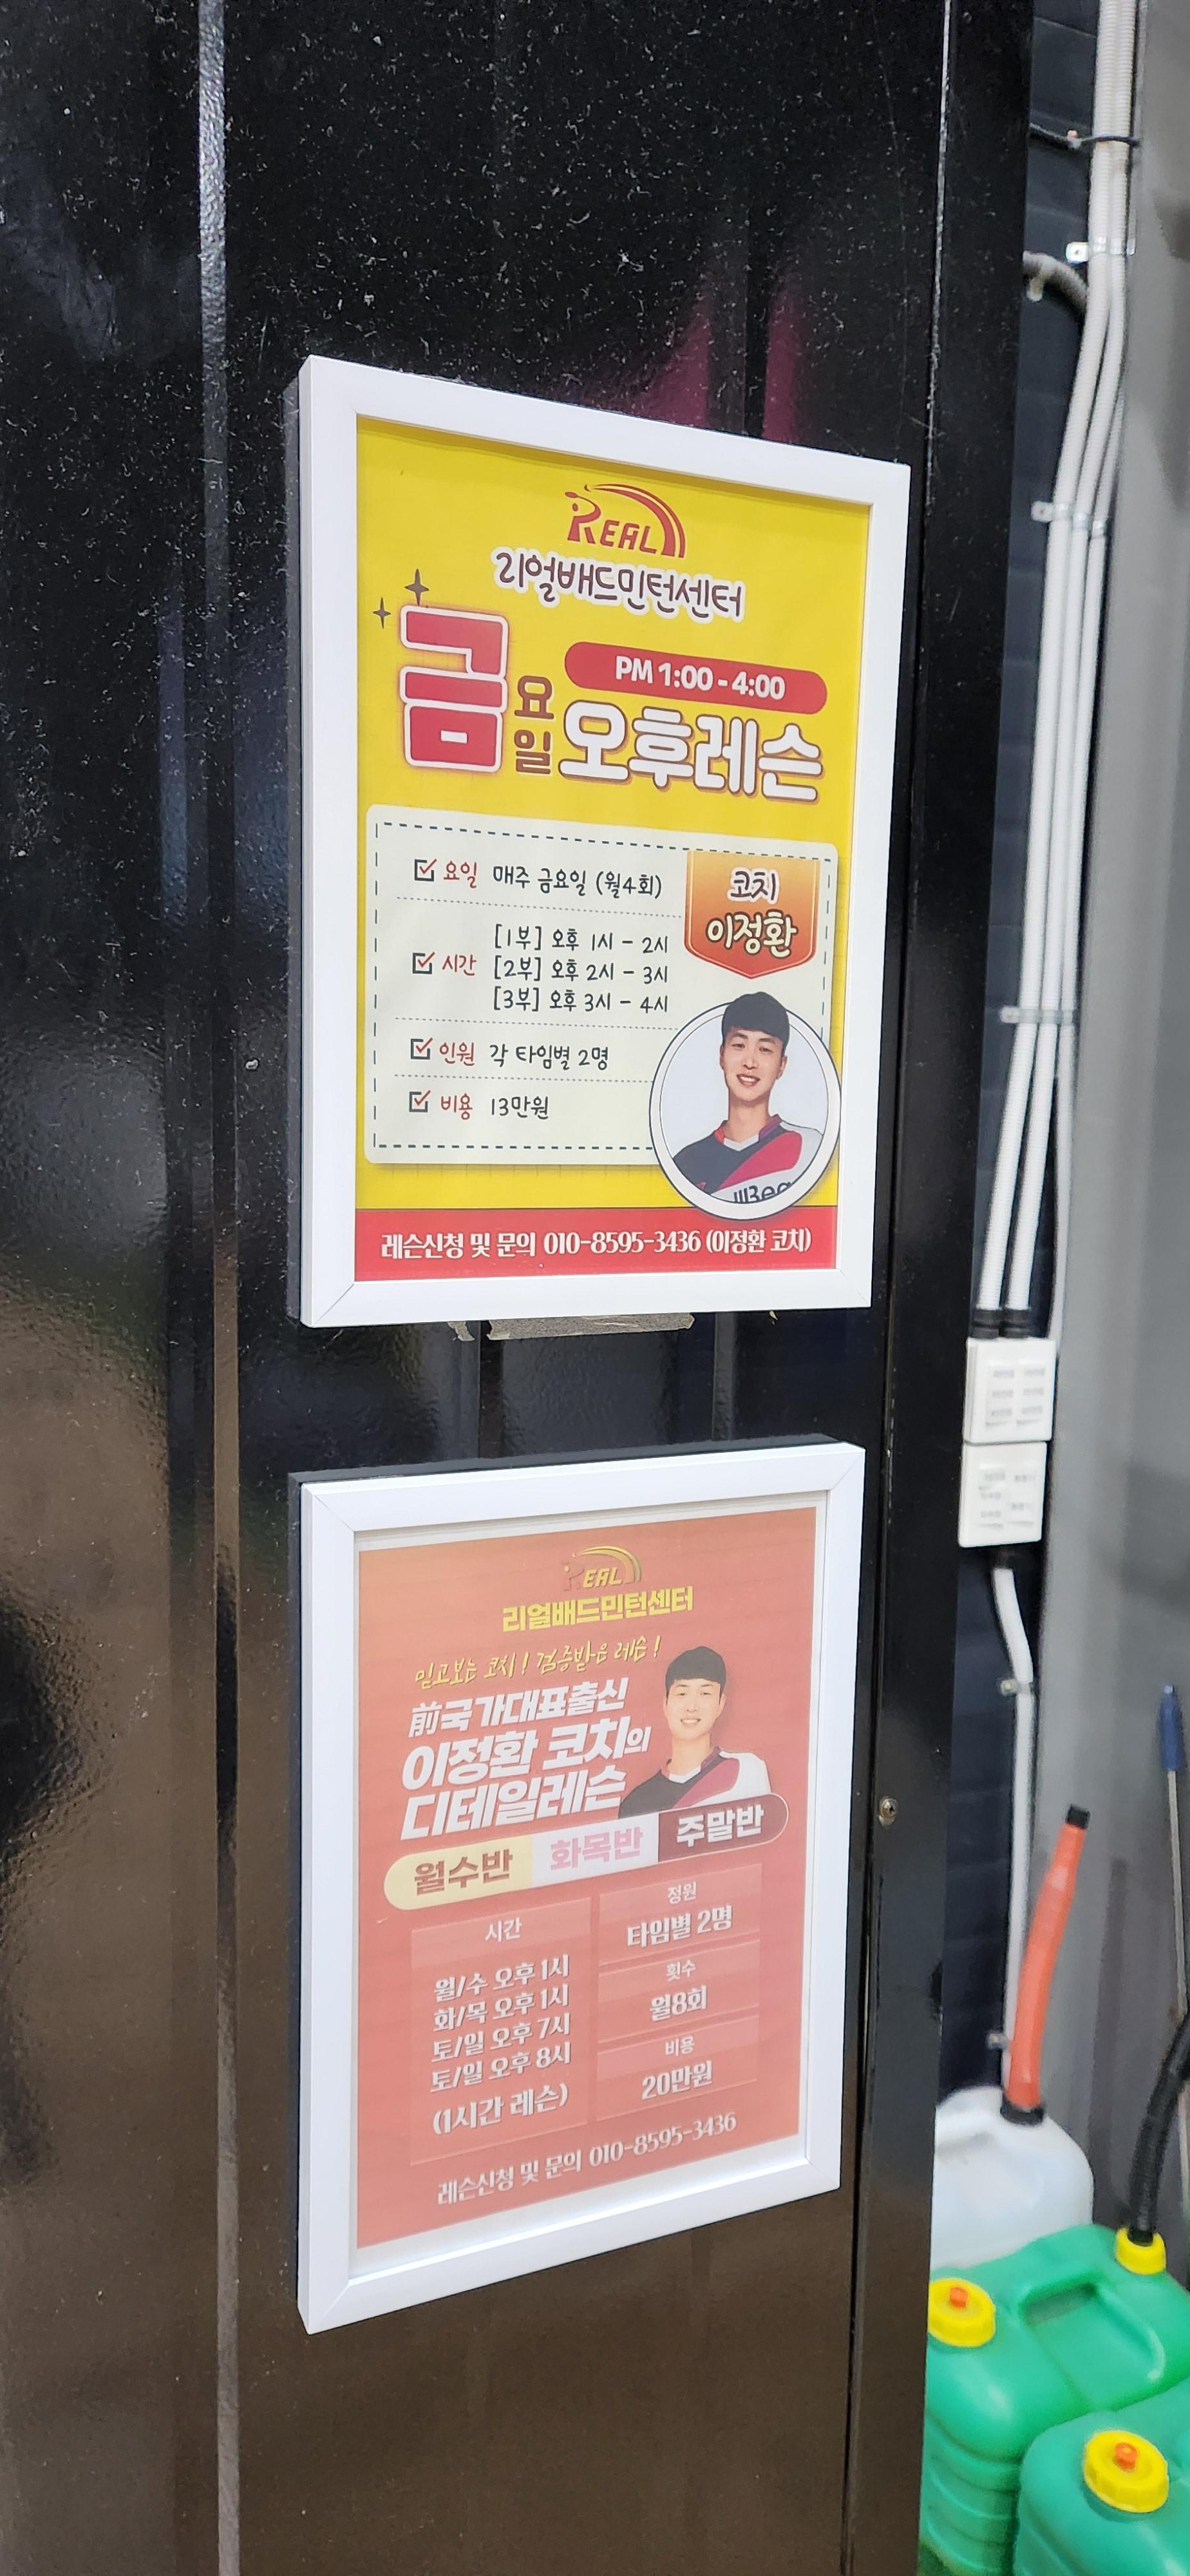 REAL
리얼배드민턴센터
금요일
PM 1:00 - 4:00
오후레슨
요일 매주 금요일 (월4회)
시간 [1부] 오후 1시 - 2시
[2부] 오후 2시 - 3시
[3부] 오후 3시 - 4시
인원 각 타임별 2명
비용 13만원
코치
이정환
레슨신청 및 문의 010-8595-3436 (이정환 코치)
REAL
리얼배드민턴센터
믿고보는 코치! 검증받은 레슨!
前국가대표출신
이정환 코치의
디테일레슨
월수반 화목반 주말반
시간
월/수 오후 1시
화/목 오후 1시
토/일 오후 7시
토/일 오후 8시
(1시간 레슨)
정원
타임별 2명
횟수
월8회
비용
20만원
레슨신청 및 문의 010-8595-3436